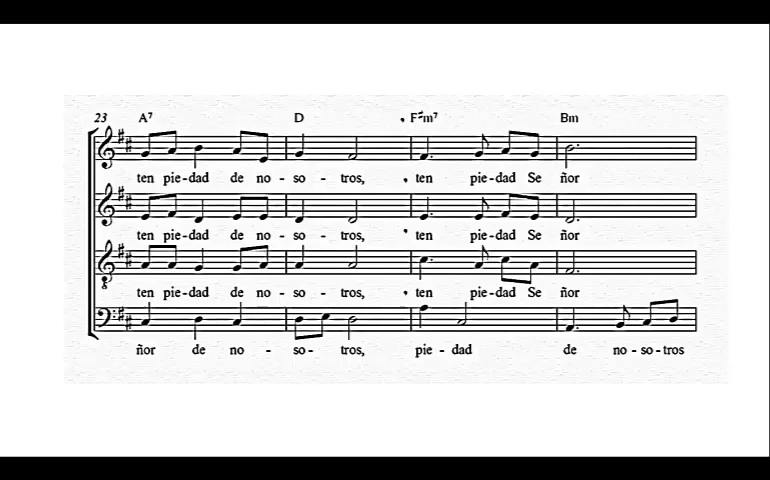 23 A7 D F♯m7 Bm
ten pie-dad de no - so - tros, ten pie-dad Se ñor
ten pie-dad de no - so - tros, ten pie-dad Se ñor
ten pie-dad de no - so - tros, ten pie-dad Se ñor
8
ñor de no - so - tros, pie - dad de no - so - tros